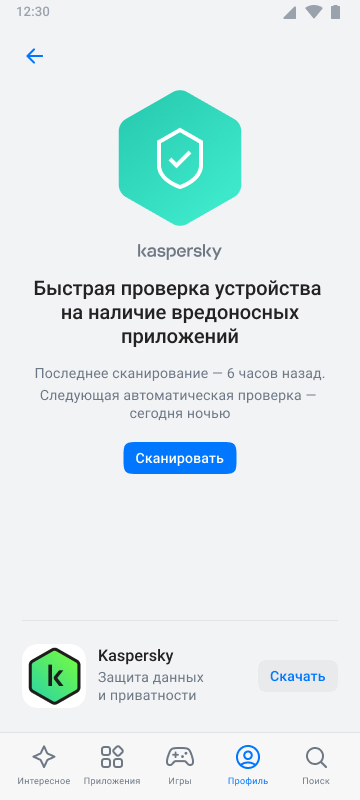 12:30
kaspersky
Быстрая проверка устройства
на наличие вредоносных
приложений
Последнее сканирование — 6 часов назад.
Следующая автоматическая проверка —
сегодня ночью
Сканировать
k
Kaspersky
Защита данных
и приватности
Скачать
Интересное
Приложения
Игры
Профиль
Поиск